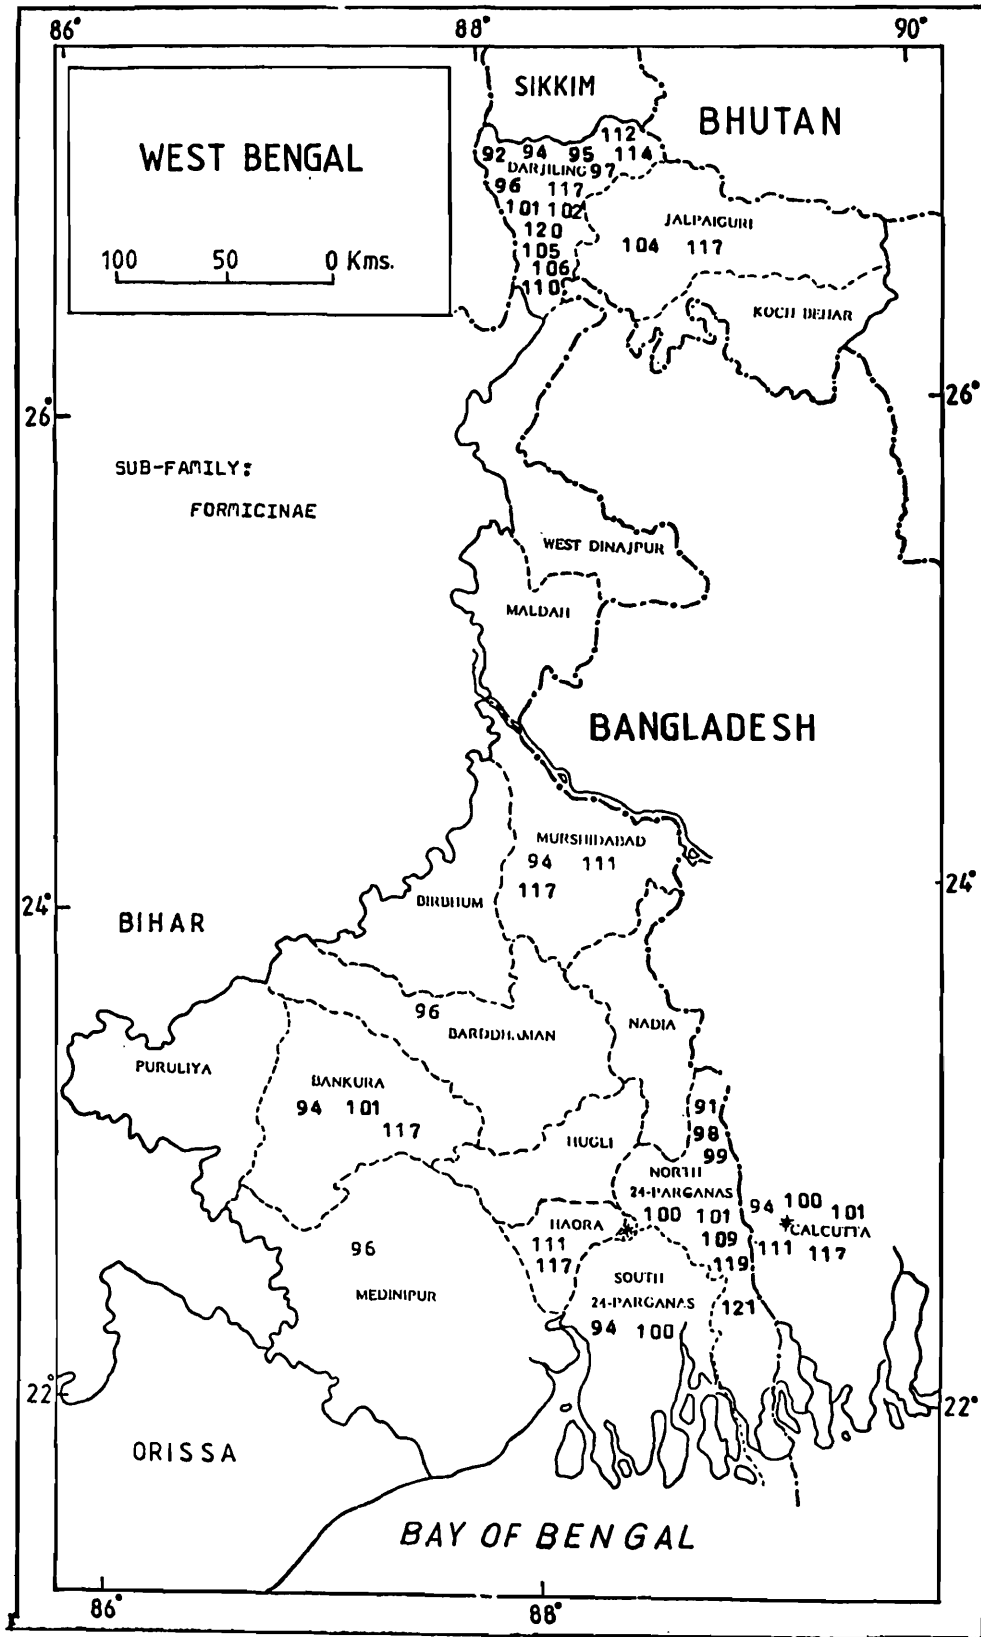 86° 88° 90°
SIKKIM
BHUTAN
WEST BENGAL
100 50 0 Kms.
112
92 94 95 114
DARJILING 97
96 117
101 102
120
105
106
110
JALPAIGURI
104 117
KOCH BEHAR
26° 26°
SUB-FAMILY:
FORMICINAE
WEST DINAJPUR
MALDAH
BANGLADESH
MURSHIDABAD
94 111
117
24° 24°
BIRBHUM
BIHAR
96
BARDDHAMAN
NADIA
PURULIYA
BANKURA
94 101
117
HUGLI
91
98
99
NORTH
24-PARGANAS
100 101
109
119
121
94 100 101
CALCUTTA
111 117
HAORA
111
117
96
MEDINIPUR
SOUTH
24-PARGANAS
94 100
22° 22°
ORISSA
BAY OF BENGAL
86° 88°